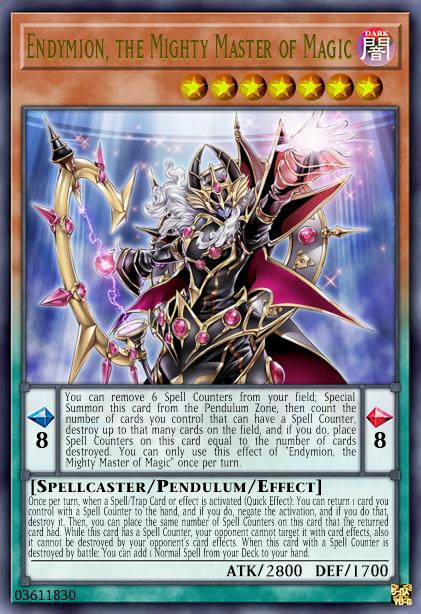 Endymion, the Mighty Master of Magic
DARK
闇
You can remove 6 Spell Counters from your field; Special
Summon this card from the Pendulum Zone, then count the
number of cards you control that can have a Spell Counter,
destroy up to that many cards on the field, and if you do, place
Spell Counters on this card equal to the number of cards
destroyed. You can only use this effect of "Endymion, the
Mighty Master of Magic" once per turn.
8
8
[Spellcaster/Pendulum/Effect]
Once per turn, when a Spell/Trap Card or effect is activated (Quick Effect): You can return 1 card you
control with a Spell Counter to the hand, and if you do, negate the activation, and if you do that,
destroy it. Then, you can place the same number of Spell Counters on this card that the returned
card had. While this card has a Spell Counter, your opponent cannot target it with card effects, also
it cannot be destroyed by your opponent's card effects. When this card with a Spell Counter is
destroyed by battle: You can add 1 Normal Spell from your Deck to your hand.
ATK/2800 DEF/1700
03611830